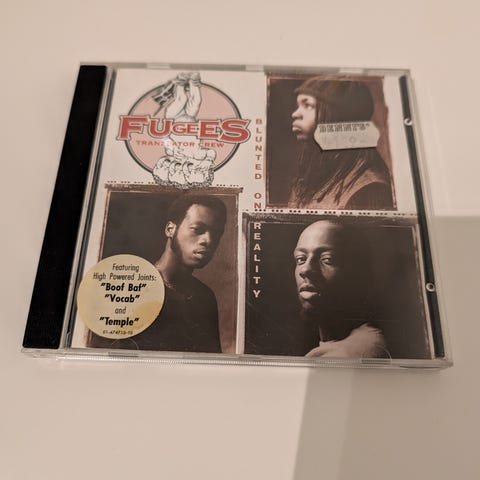 FUGEES
TRANZLATOR CREW
BLUNTED ON REALITY
Featuring
High Powered Joints:
"Boof Baf"
"Vocab"
and
"Temple"